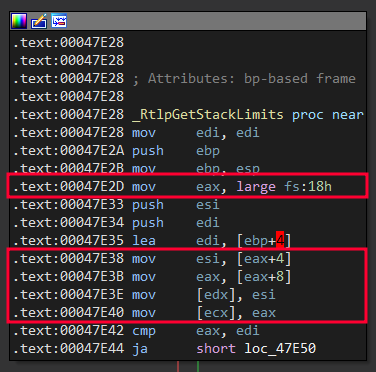 .text:00047E28
.text:00047E28
.text:00047E28 ; Attributes: bp-based frame
.text:00047E28
.text:00047E28 _RtlpGetStackLimits proc near
.text:00047E28 mov edi, edi
.text:00047E2A push ebp
.text:00047E2B mov ebp, esp
.text:00047E2D mov eax, large fs:18h
.text:00047E33 push esi
.text:00047E34 push edi
.text:00047E35 lea edi, [ebp+4]
.text:00047E38 mov esi, [eax+4]
.text:00047E3B mov eax, [eax+8]
.text:00047E3E mov [edx], esi
.text:00047E40 mov [ecx], eax
.text:00047E42 cmp eax, edi
.text:00047E44 ja short loc_47E50